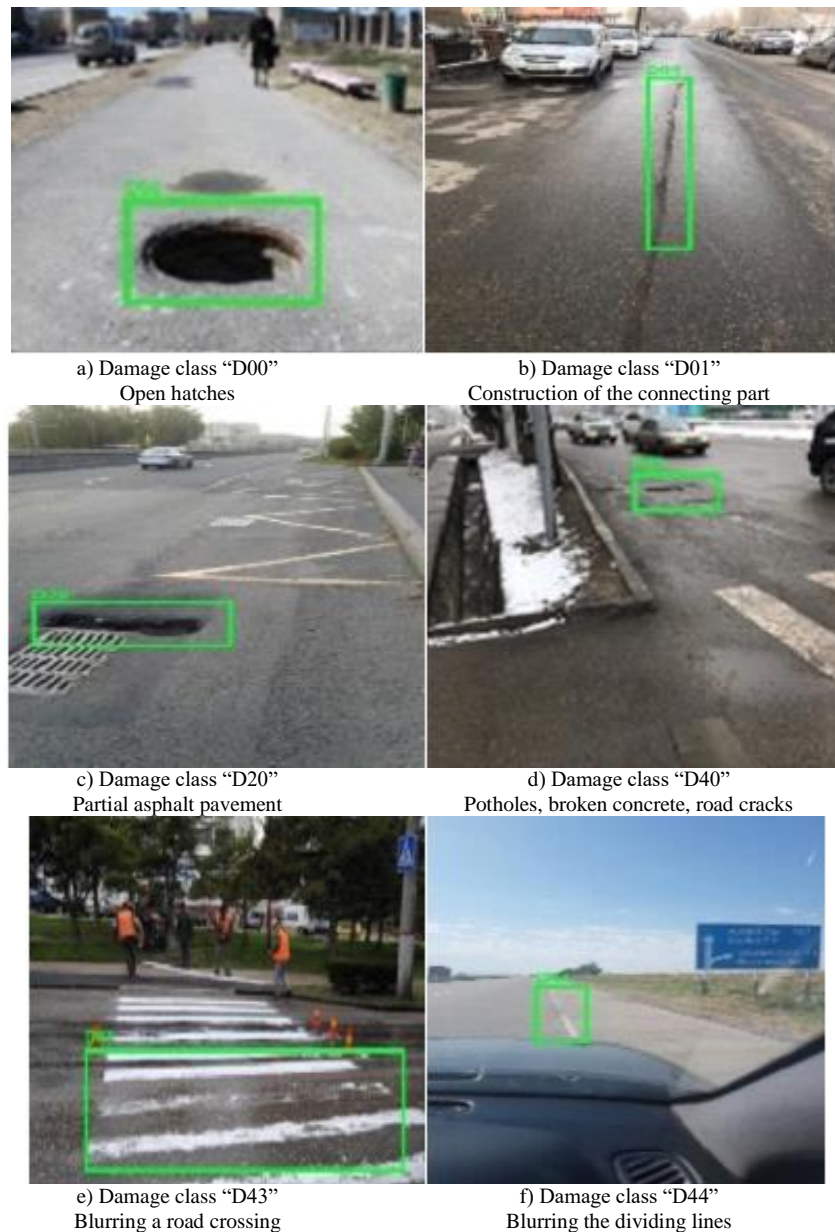 a) Damage class “D00”
Open hatches
b) Damage class “D01”
Construction of the connecting part
c) Damage class “D20”
Partial asphalt pavement
d) Damage class “D40”
Potholes, broken concrete, road cracks
e) Damage class “D43”
Blurring a road crossing
f) Damage class “D44”
Blurring the dividing lines